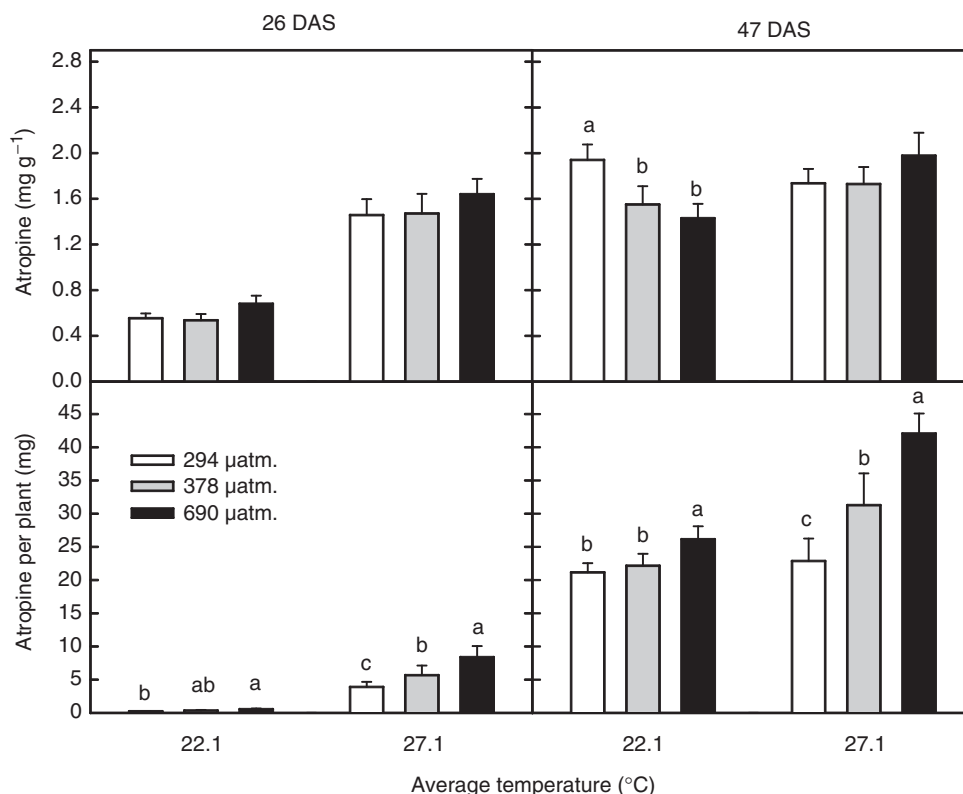 26 DAS
47 DAS
Atropine (mg g⁻¹)
2.8
2.4
2.0
1.6
1.2
0.8
0.4
0.0
a
b
b
Atropine per plant (mg)
45
40
35
30
25
20
15
10
5
0
294 µatm.
378 µatm.
690 µatm.
b
ab
a
c
b
a
b
b
a
c
b
a
22.1
27.1
22.1
27.1
Average temperature (°C)